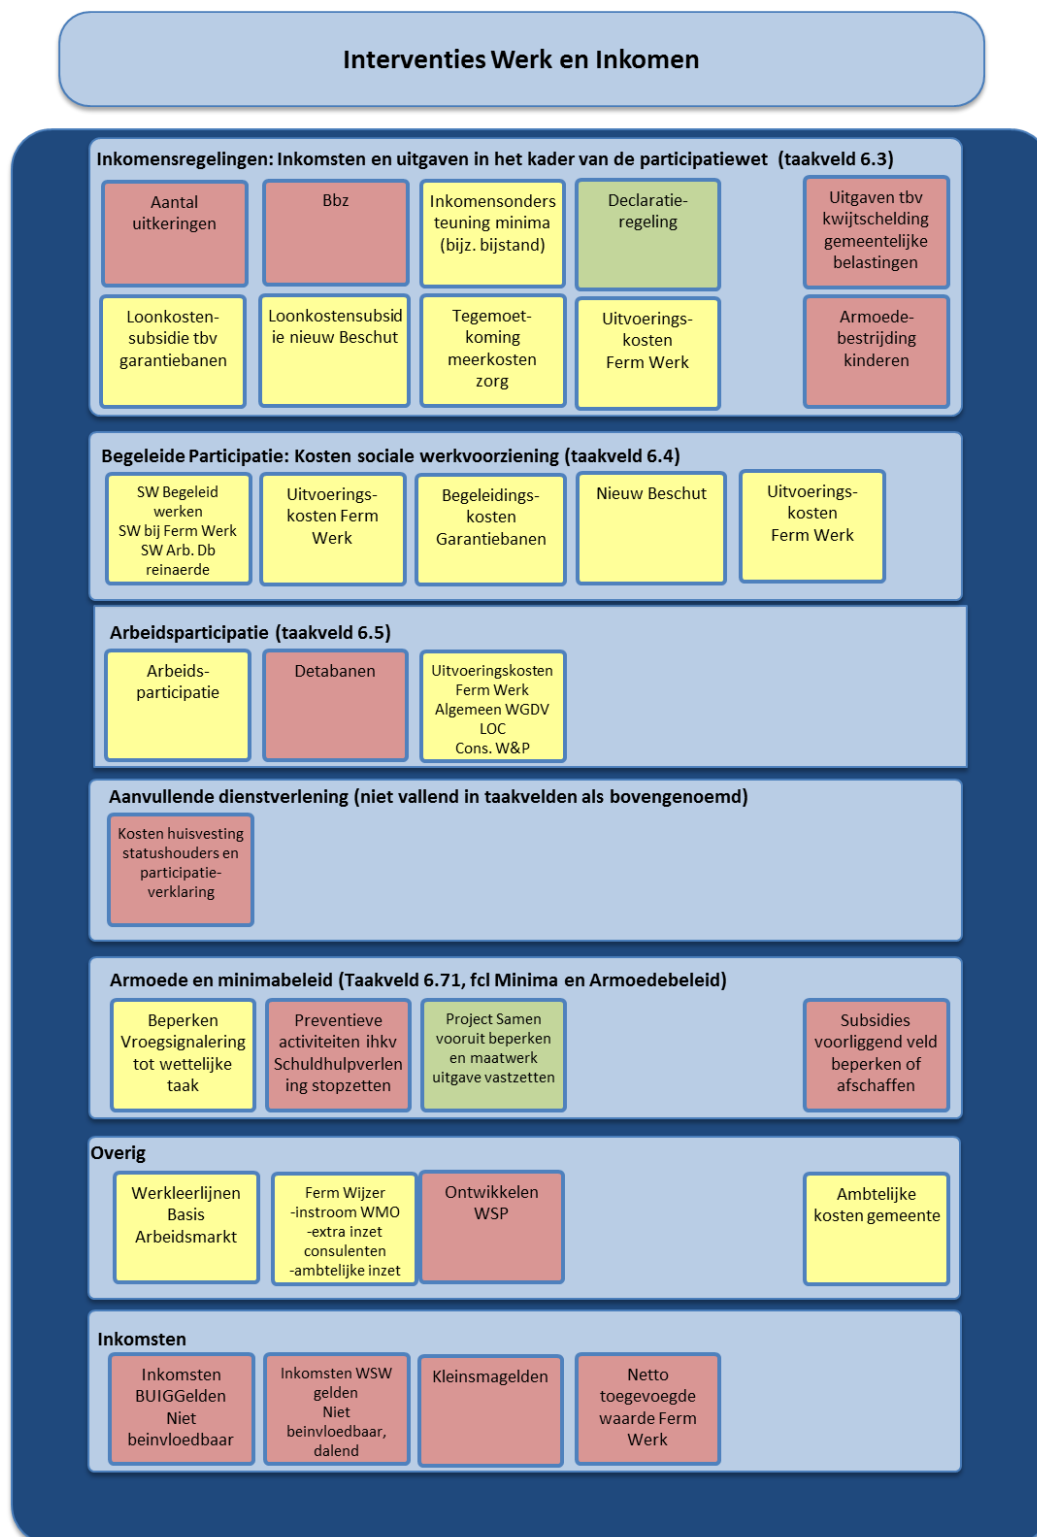 Interventies Werk en Inkomen
Inkomensregelingen: Inkomsten en uitgaven in het kader van de participatiewet (taakveld 6.3)
Aantal
uitkeringen
Bbz
Inkomensonders
teuning minima
(bijz. bijstand)
Declaratie-
regeling
Uitgaven tbv
kwijtschelding
gemeentelijke
belastingen
Loonkosten-
subsidie tbv
garantiebanen
Loonkostensubsid
ie nieuw Beschut
Tegemoet-
koming
meerkosten
zorg
Uitvoerings-
kosten
Ferm Werk
Armoede-
bestrijding
kinderen
Begeleide Participatie: Kosten sociale werkvoorziening (taakveld 6.4)
SW Begeleid
werken
SW bij Ferm Werk
SW Arb. Db
reinaerde
Uitvoerings-
kosten Ferm
Werk
Begeleidings-
kosten
Garantiebanen
Nieuw Beschut
Uitvoerings-
kosten
Ferm Werk
Arbeidsparticipatie (taakveld 6.5)
Arbeids-
participatie
Detabanen
Uitvoeringskosten
Ferm Werk
Algemeen WGDV
LOC
Cons. W&P
Aanvullende dienstverlening (niet vallend in taakvelden als bovengenoemd)
Kosten huisvesting
statushouders en
participatie-
verklaring
Armoede en minimabeleid (Taakveld 6.71, fcl Minima en Armoedebeleid)
Beperken
Vroegsignalering
tot wettelijke
taak
Preventieve
activiteiten ihkv
Schuldhulpverlen
ing stopzetten
Project Samen
vooruit beperken
en maatwerk
uitgave vastzetten
Subsidies
voorliggend veld
beperken of
afschaffen
Overig
Werkleerlijnen
Basis
Arbeidsmarkt
Ferm Wijzer
-instroom WMO
-extra inzet
consulenten
-ambtelijke inzet
Ontwikkelen
WSP
Ambtelijke
kosten gemeente
Inkomsten
Inkomsten
BUIGGelden
Niet
beinvloedbaar
Inkomsten WSW
gelden
Niet
beinvloedbaar,
dalend
Kleinsmagelden
Netto
toegevoegde
waarde Ferm
Werk